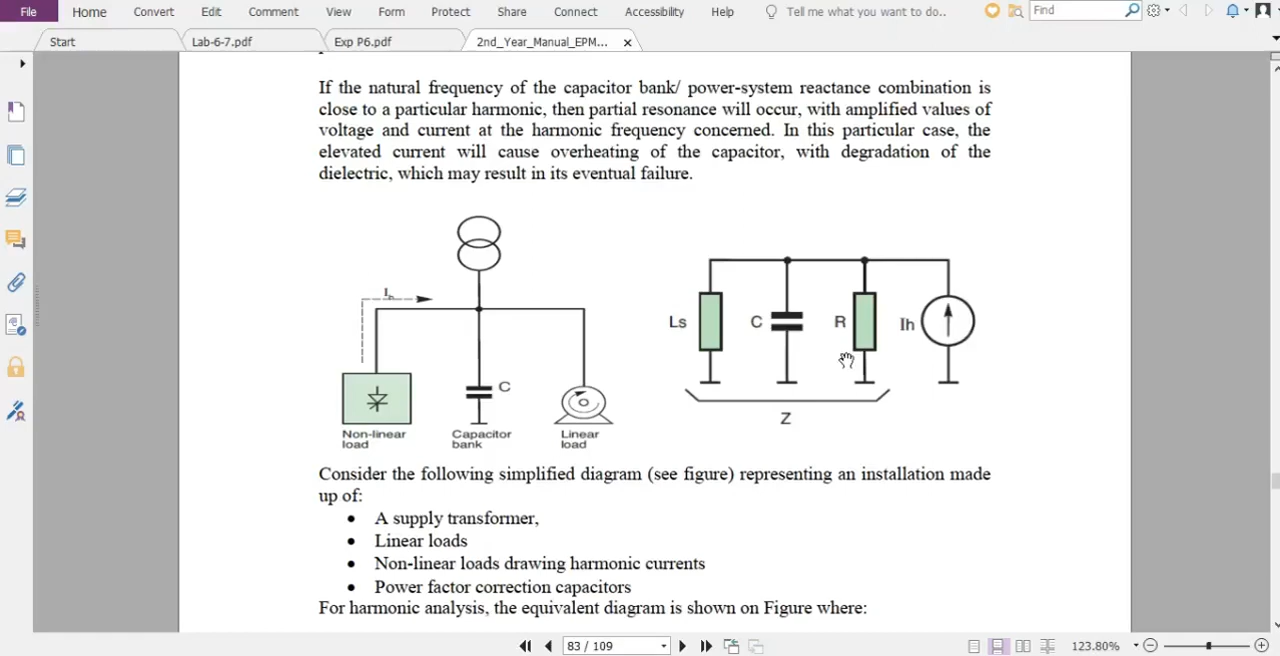 File Home Convert Edit Comment View Form Protect Share Connect Accessibility Help Tell me what you want to do.. Find
Start Lab-6-7.pdf Exp P6.pdf 2nd_Year_Manual_EPM... ×
If the natural frequency of the capacitor bank/ power-system reactance combination is
close to a particular harmonic, then partial resonance will occur, with amplified values of
voltage and current at the harmonic frequency concerned. In this particular case, the
elevated current will cause overheating of the capacitor, with degradation of the
dielectric, which may result in its eventual failure.
Ih
C
Non-linear
load
Capacitor
bank
Linear
load
Ls
C
R
Ih
Z
Consider the following simplified diagram (see figure) representing an installation made
up of:
• A supply transformer,
• Linear loads
• Non-linear loads drawing harmonic currents
• Power factor correction capacitors
For harmonic analysis, the equivalent diagram is shown on Figure where:
83 / 109
123.80%